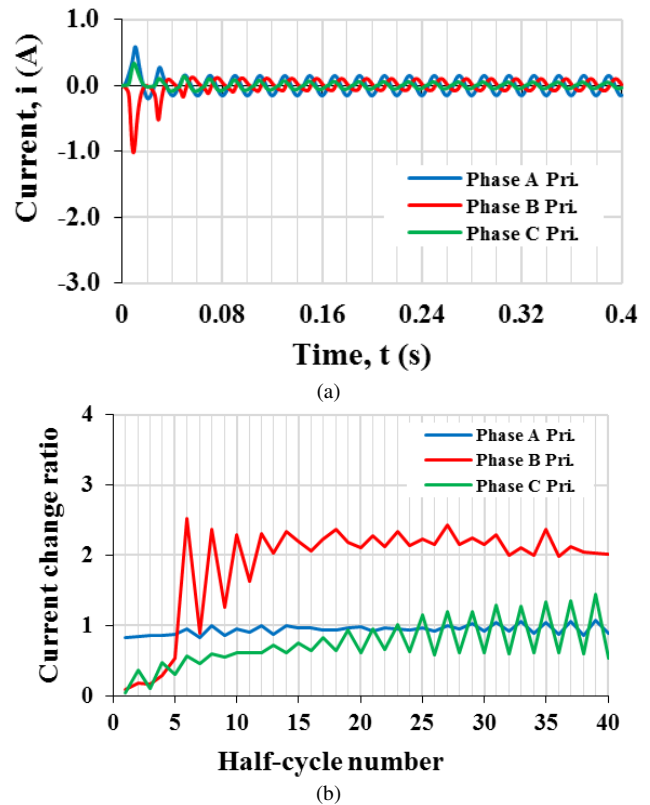 Current, i (A)
1.0
0.0
-1.0
-2.0
-3.0
Phase A Pri.
Phase B Pri.
Phase C Pri.
0 0.08 0.16 0.24 0.32 0.4
Time, t (s)
(a)
Current change ratio
4
3
2
1
0
Phase A Pri.
Phase B Pri.
Phase C Pri.
0 5 10 15 20 25 30 35 40
Half-cycle number
(b)